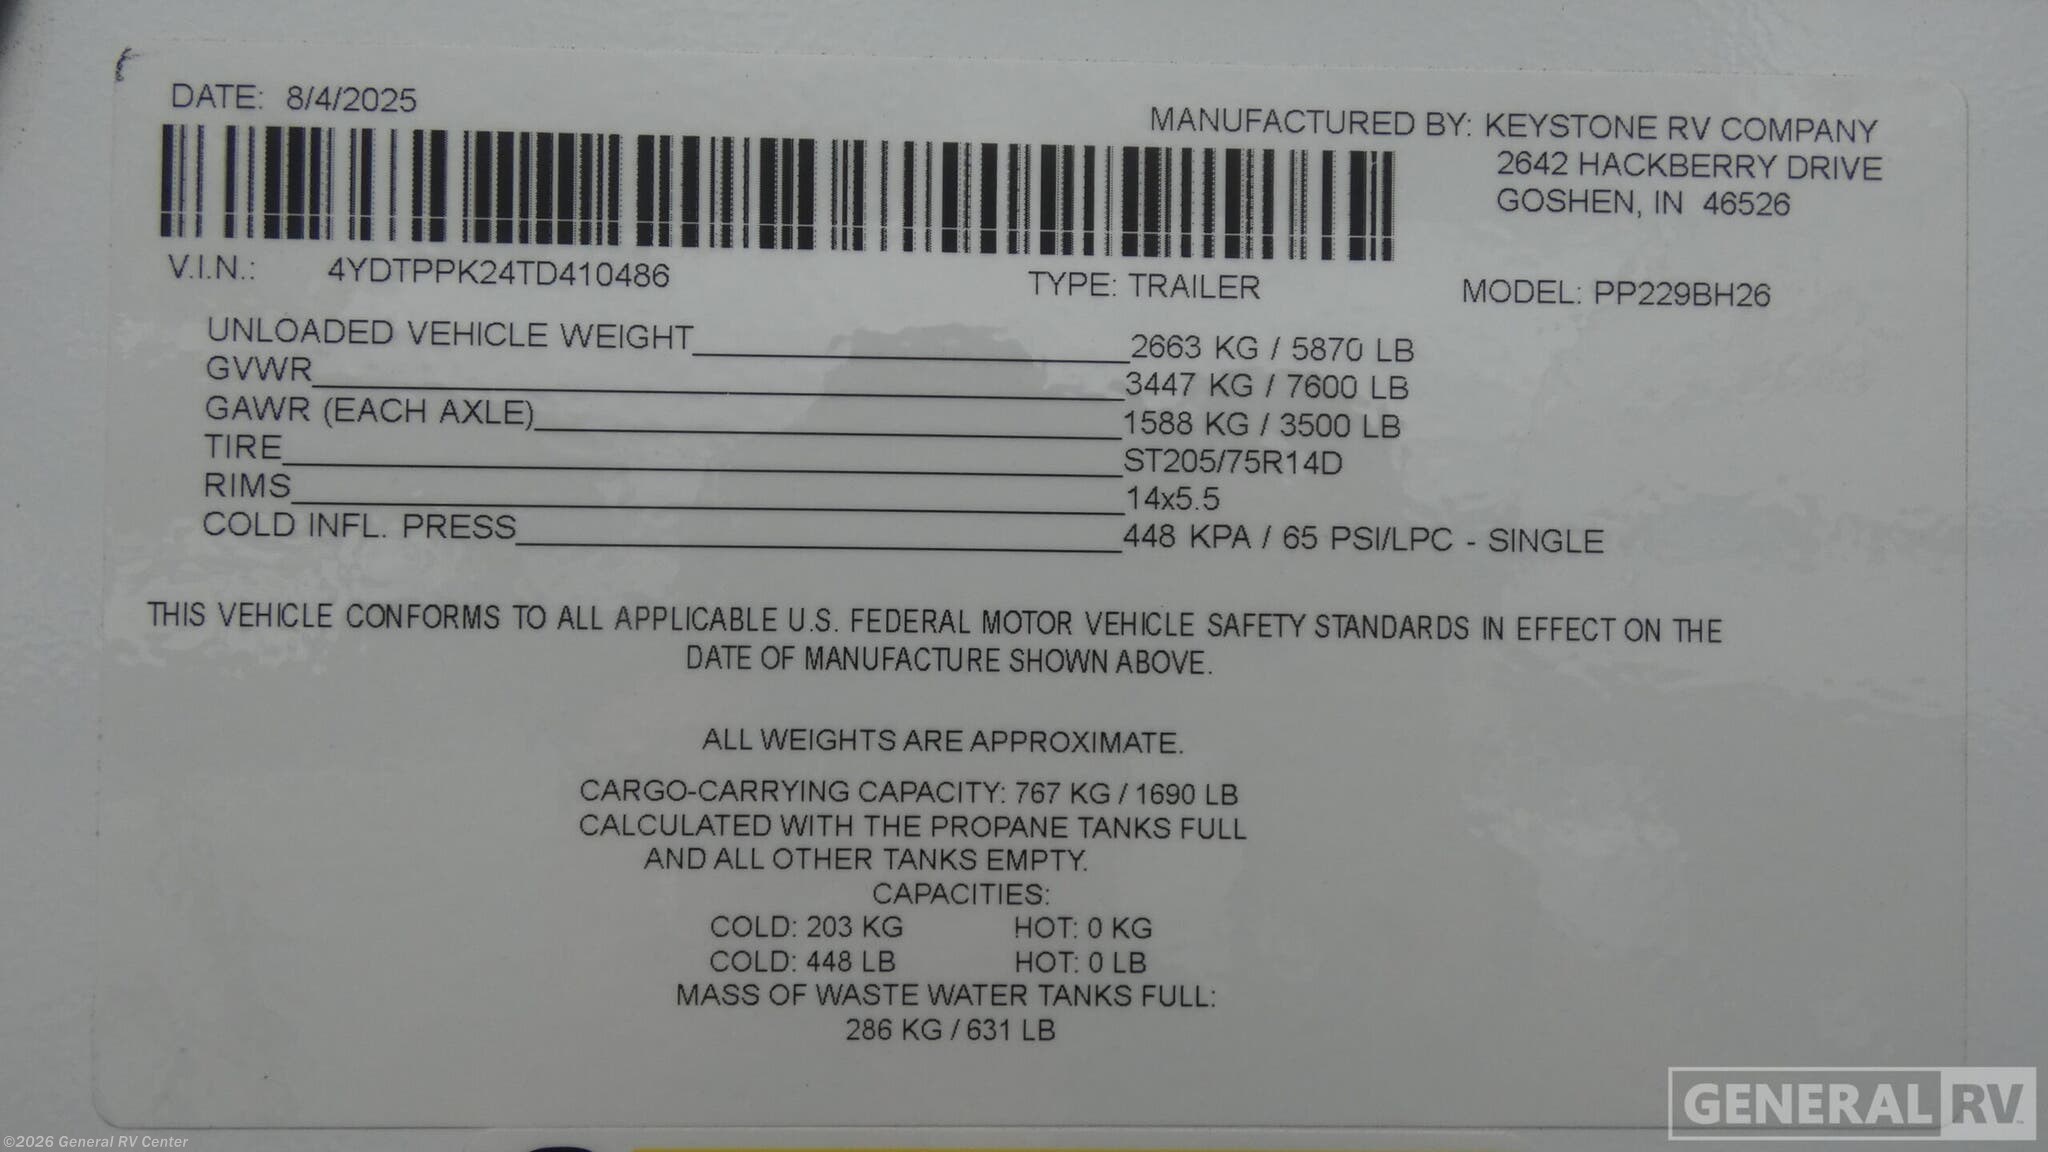 DATE: 8/4/2025
MANUFACTURED BY: KEYSTONE RV COMPANY
2642 HACKBERRY DRIVE
GOSHEN, IN 46526
V.I.N.: 4YDTPPK24TD410486 TYPE: TRAILER MODEL: PP229BH26
UNLOADED VEHICLE WEIGHT 2663 KG / 5870 LB
GVWR 3447 KG / 7600 LB
GAWR (EACH AXLE) 1588 KG / 3500 LB
TIRE ST205/75R14D
RIMS 14x5.5
COLD INFL. PRESS 448 KPA / 65 PSI/LPC - SINGLE
THIS VEHICLE CONFORMS TO ALL APPLICABLE U.S. FEDERAL MOTOR VEHICLE SAFETY STANDARDS IN EFFECT ON THE
DATE OF MANUFACTURE SHOWN ABOVE.
ALL WEIGHTS ARE APPROXIMATE.
CARGO-CARRYING CAPACITY: 767 KG / 1690 LB
CALCULATED WITH THE PROPANE TANKS FULL
AND ALL OTHER TANKS EMPTY.
CAPACITIES:
COLD: 203 KG HOT: 0 KG
COLD: 448 LB HOT: 0 LB
MASS OF WASTE WATER TANKS FULL:
286 KG / 631 LB
GENERAL RV
©2026 General RV Center